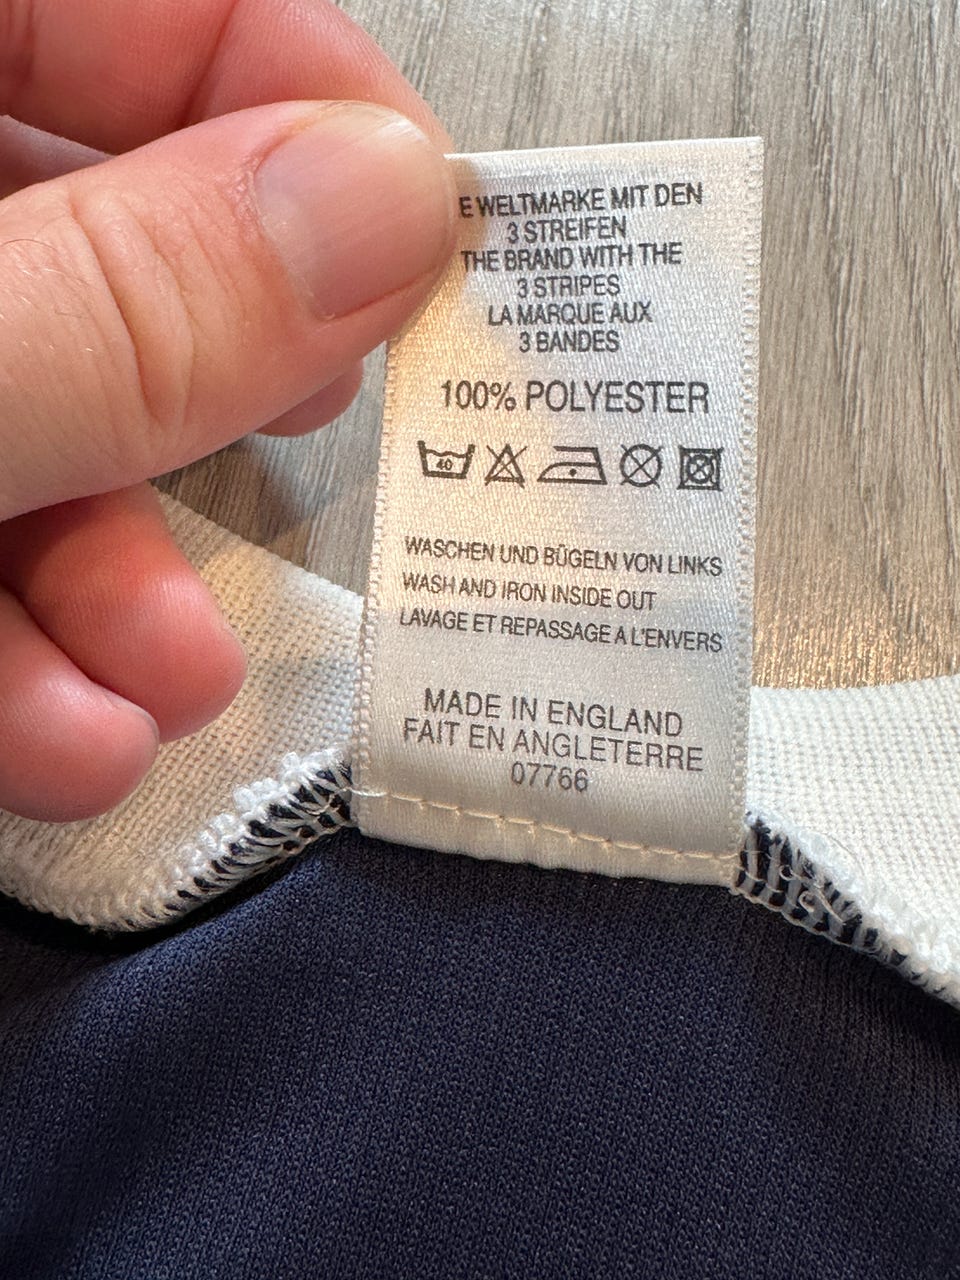 E WELTMARKE MIT DEN
3 STREIFEN
THE BRAND WITH THE
3 STRIPES
LA MARQUE AUX
3 BANDES
100% POLYESTER
40
WASCHEN UND BÜGELN VON LINKS
WASH AND IRON INSIDE OUT
LAVAGE ET REPASSAGE A L'ENVERS
MADE IN ENGLAND
FAIT EN ANGLETERRE
07766